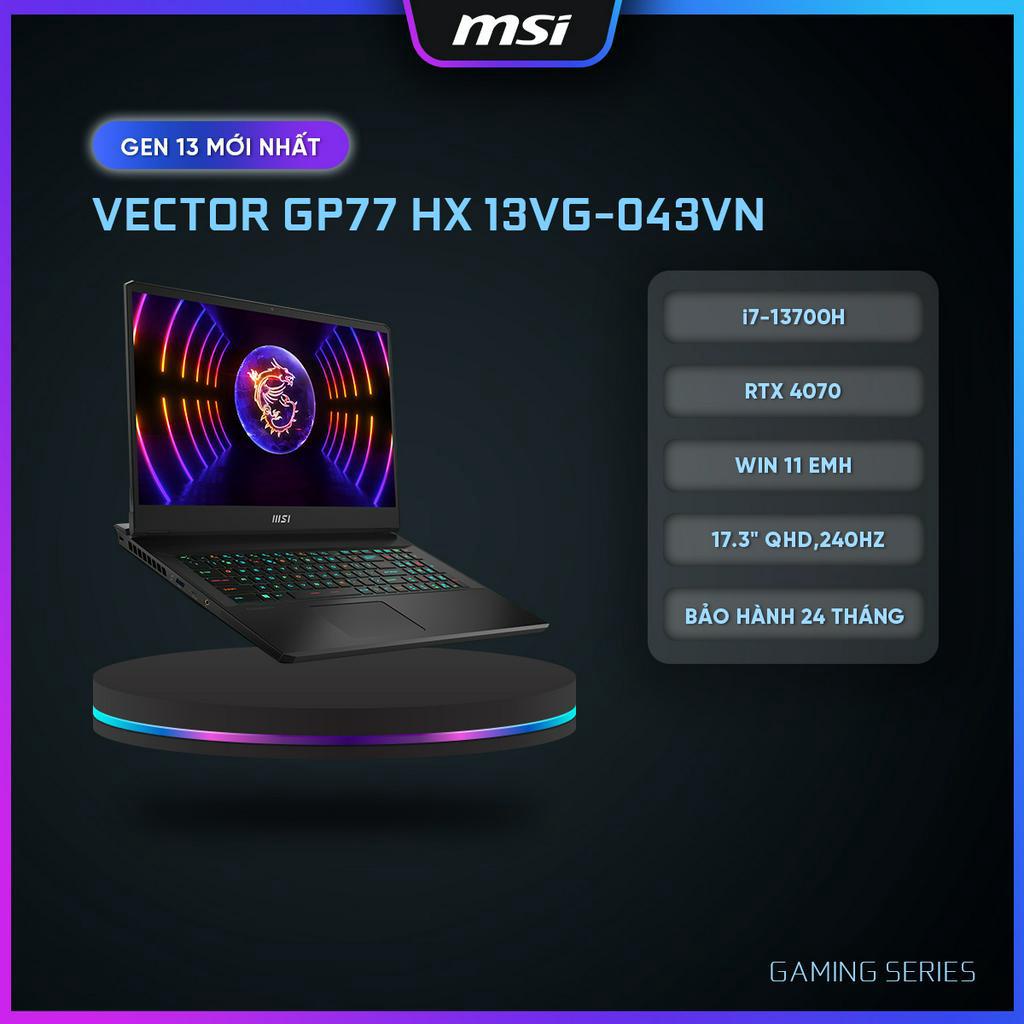 msi
GEN 13 MỚI NHẤT
VECTOR GP77 HX 13VG-043VN
i7-13700H
RTX 4070
WIN 11 EMH
17.3" QHD,240HZ
BẢO HÀNH 24 THÁNG
msi
GAMING SERIES